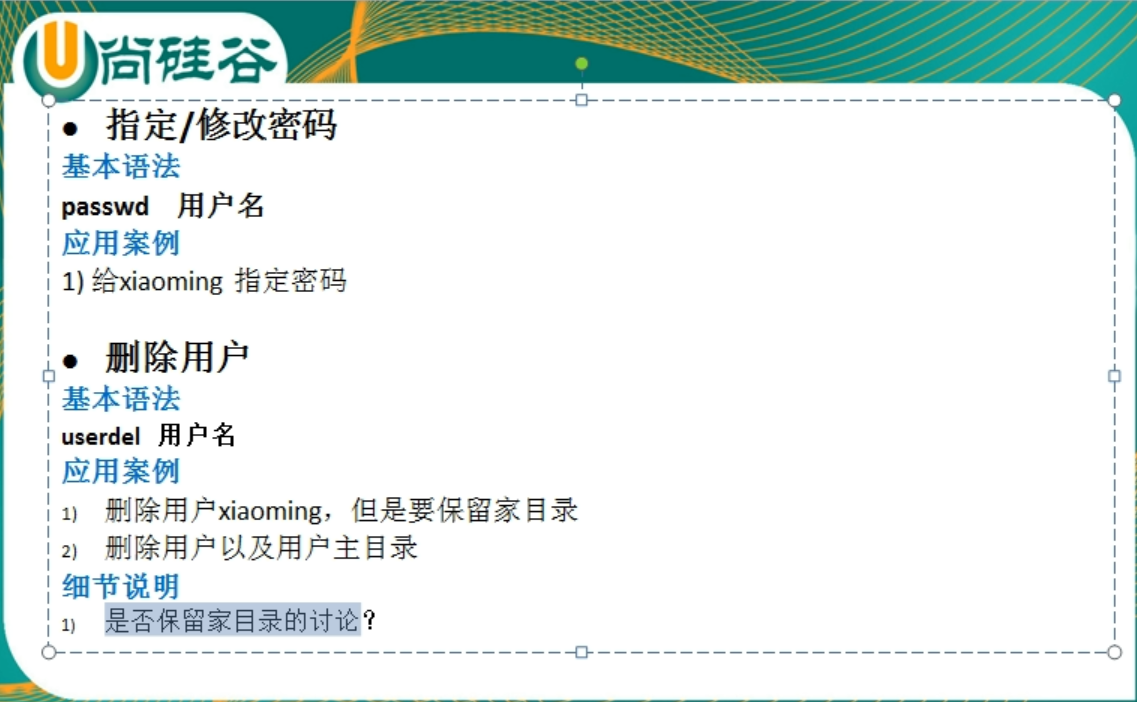 尚硅谷
● 指定/修改密码
基本语法
passwd 用户名
应用案例
1) 给xiaoming 指定密码
● 删除用户
基本语法
userdel 用户名
应用案例
1) 删除用户xiaoming，但是要保留家目录
2) 删除用户以及用户主目录
细节说明
1) 是否保留家目录的讨论？